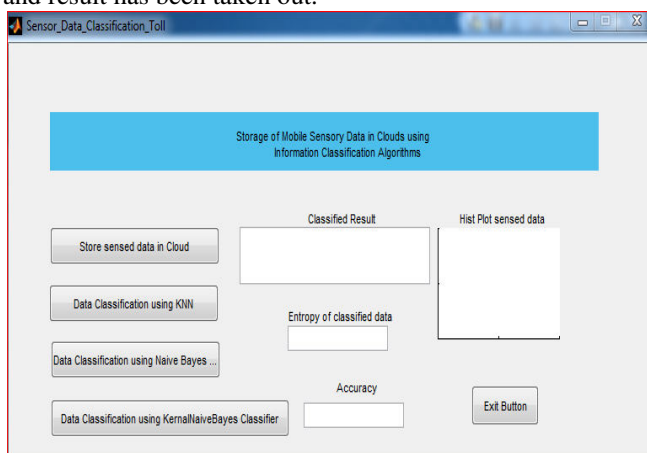 and result has been taken out.
Sensor_Data_Classification_Toll
Storage of Mobile Sensory Data in Clouds using
Information Classification Algorithms
Classified Result
Hist Plot sensed data
Store sensed data in Cloud
Data Classification using KNN
Entropy of classified data
Data Classification using Naive Bayes ...
Accuracy
Data Classification using KernalNaiveBayes Classifier
Exit Button